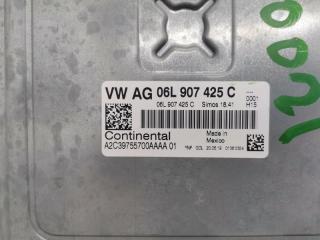 VW AG 06L 907 425 C
06L 907 425 C Simos 18.41
0001
H15
Continental
Made in
Mexico
A2C39755700AAAA 01